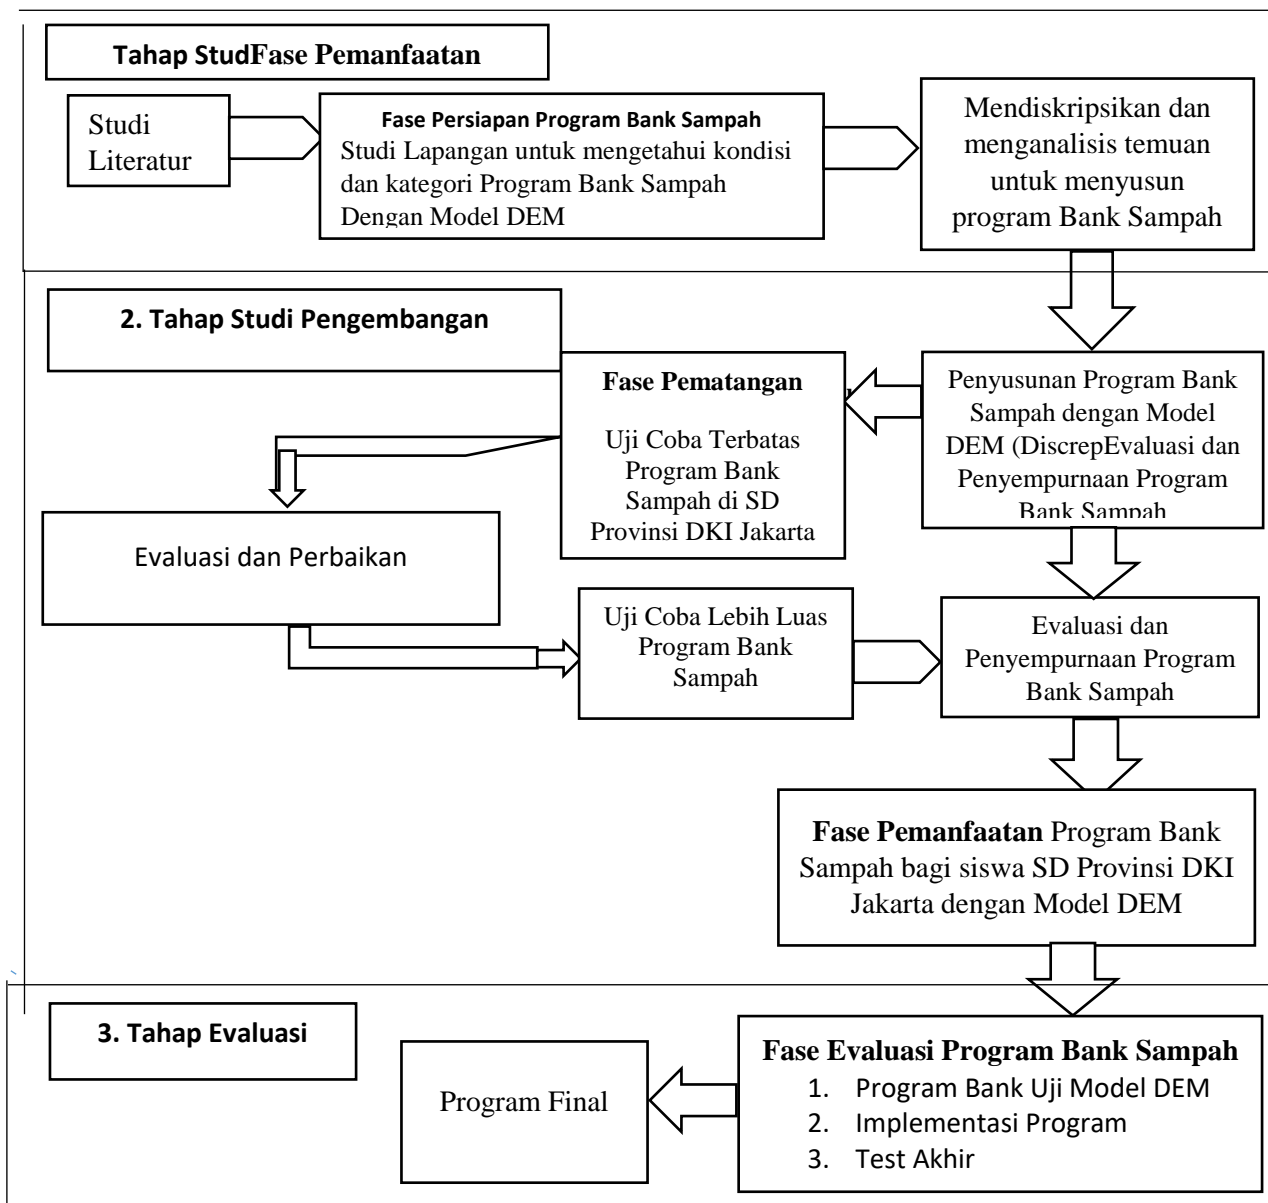 Tahap StudFase Pemanfaatan
Studi
Literatur
Fase Persiapan Program Bank Sampah
Studi Lapangan untuk mengetahui kondisi
dan kategori Program Bank Sampah
Dengan Model DEM
Mendiskripsikan dan
menganalisis temuan
untuk menyusun
program Bank Sampah
2. Tahap Studi Pengembangan
Fase Pematangan
Uji Coba Terbatas
Program Bank
Sampah di SD
Provinsi DKI Jakarta
Penyusunan Program Bank
Sampah dengan Model
DEM (DiscrepEvaluasi dan
Penyempurnaan Program
Bank Sampah
Evaluasi dan Perbaikan
Uji Coba Lebih Luas
Program Bank
Sampah
Evaluasi dan
Penyempurnaan Program
Bank Sampah
Fase Pemanfaatan Program Bank
Sampah bagi siswa SD Provinsi DKI
Jakarta dengan Model DEM
3. Tahap Evaluasi
Program Final
Fase Evaluasi Program Bank Sampah
1. Program Bank Uji Model DEM
2. Implementasi Program
3. Test Akhir